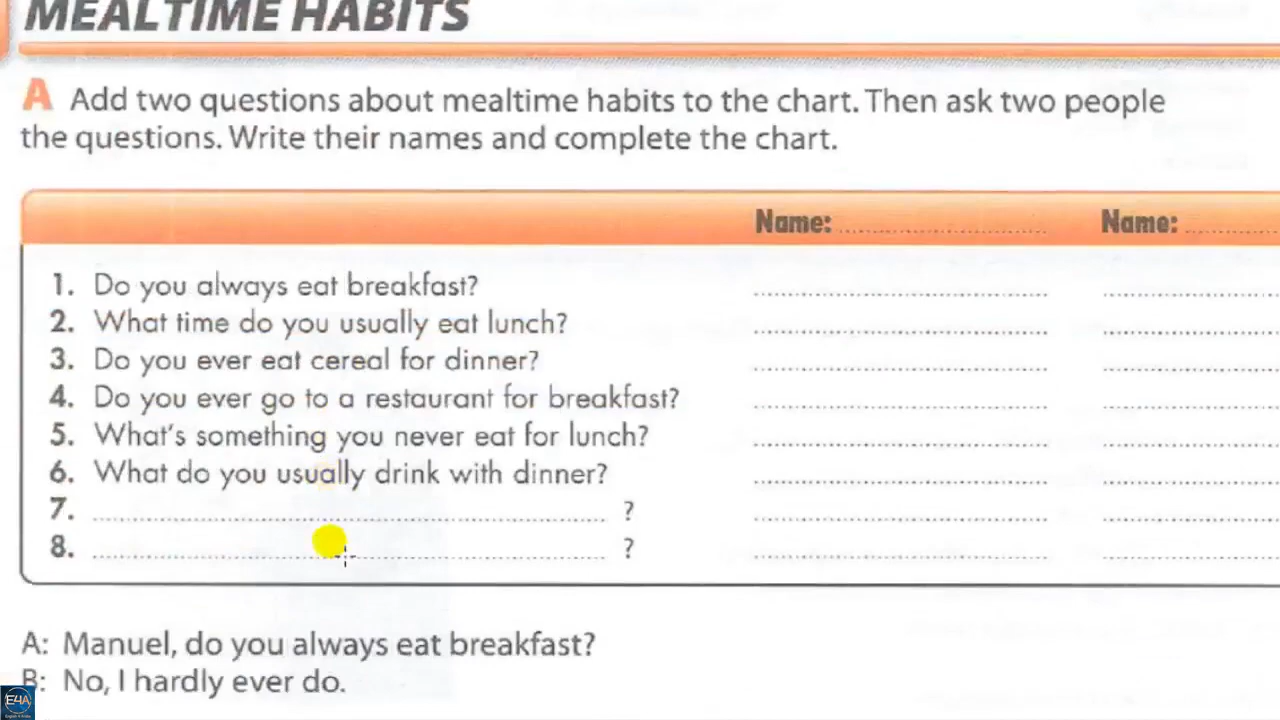 MEALTIME HABITS
A Add two questions about mealtime habits to the chart. Then ask two people
the questions. Write their names and complete the chart.
Name: Name:
1. Do you always eat breakfast?
2. What time do you usually eat lunch?
3. Do you ever eat cereal for dinner?
4. Do you ever go to a restaurant for breakfast?
5. What's something you never eat for lunch?
6. What do you usually drink with dinner?
7. ?
8. ?
A: Manuel, do you always eat breakfast?
B: No, I hardly ever do.
E4A